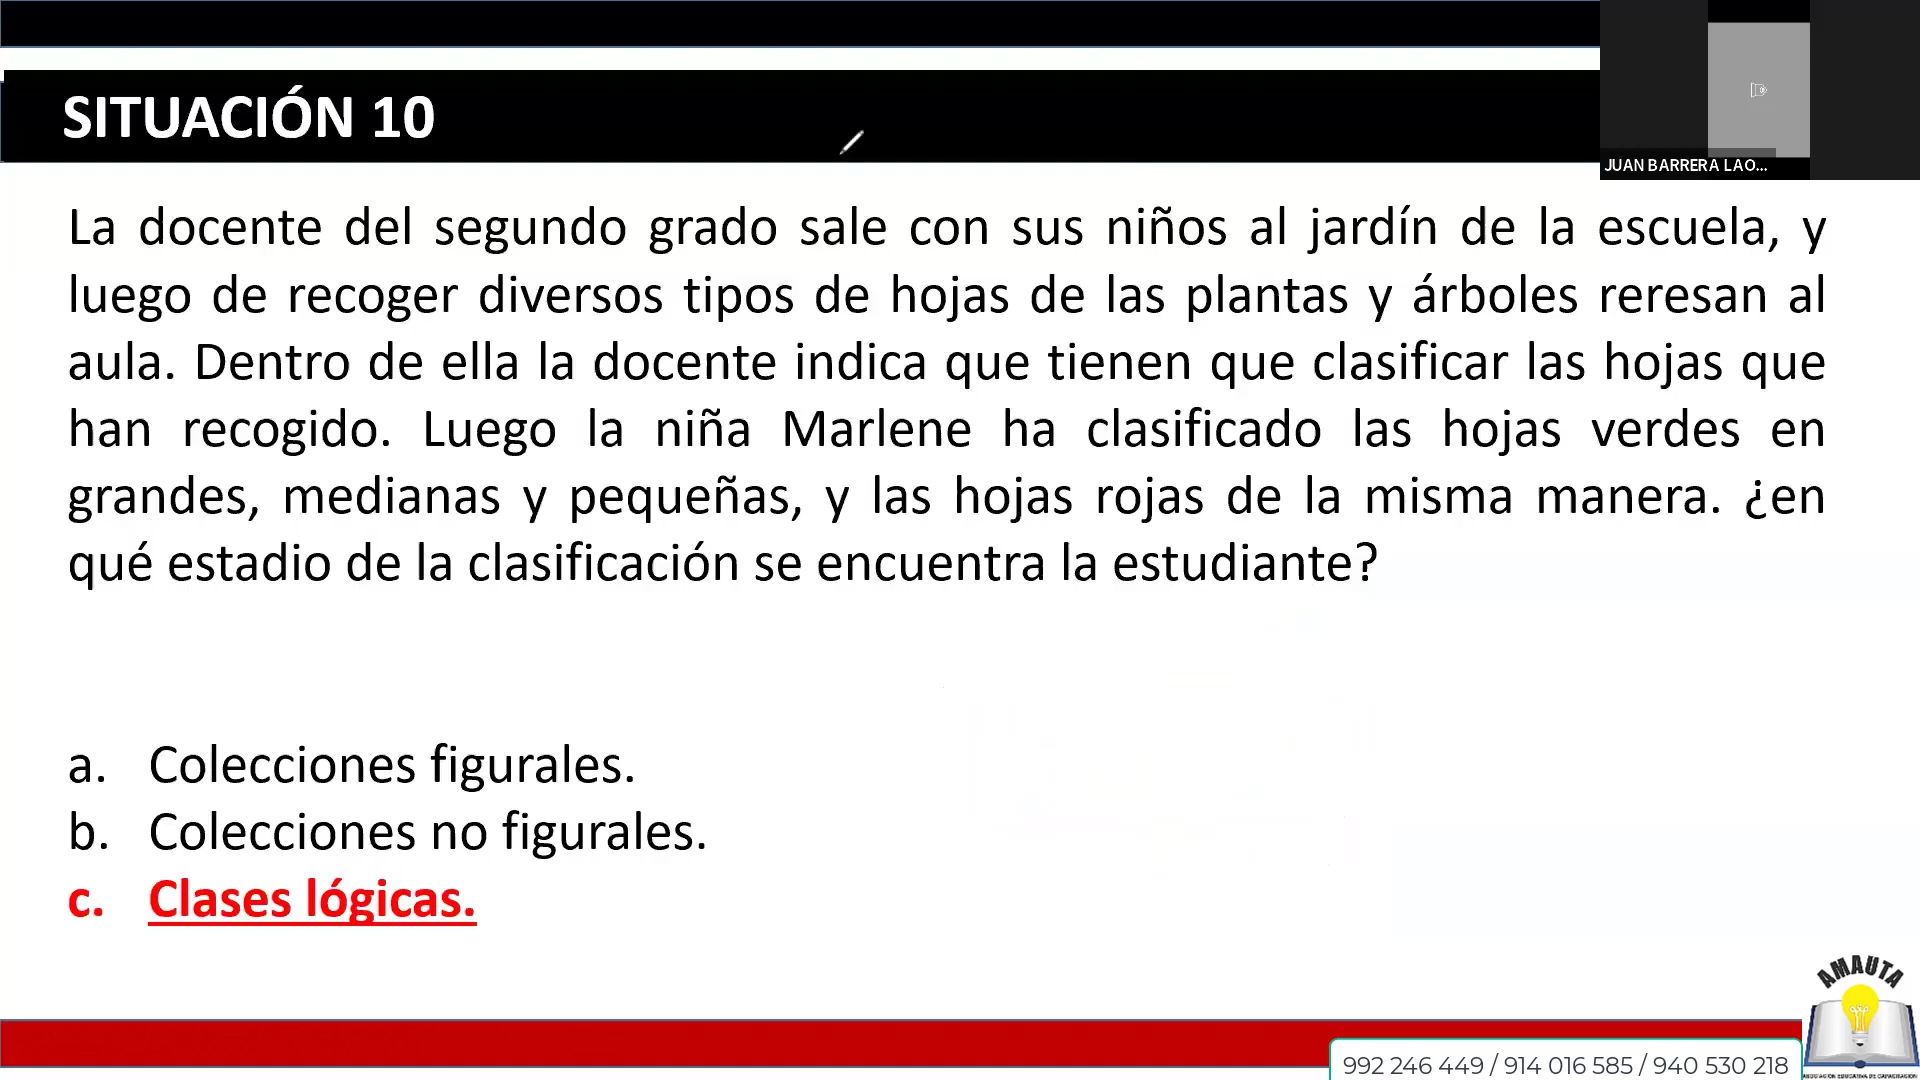 SITUACIÓN 10
JUAN BARRERA LAO...
La docente del segundo grado sale con sus niños al jardín de la escuela, y
luego de recoger diversos tipos de hojas de las plantas y árboles reresan al
aula. Dentro de ella la docente indica que tienen que clasificar las hojas que
han recogido. Luego la niña Marlene ha clasificado las hojas verdes en
grandes, medianas y pequeñas, y las hojas rojas de la misma manera. ¿en
qué estadio de la clasificación se encuentra la estudiante?
a. Colecciones figurales.
b. Colecciones no figurales.
c. Clases lógicas.
AMAUTA
ASOCIACIÓN EDUCATIVA DE CAPACITACIÓN
992 246 449 / 914 016 585 / 940 530 218